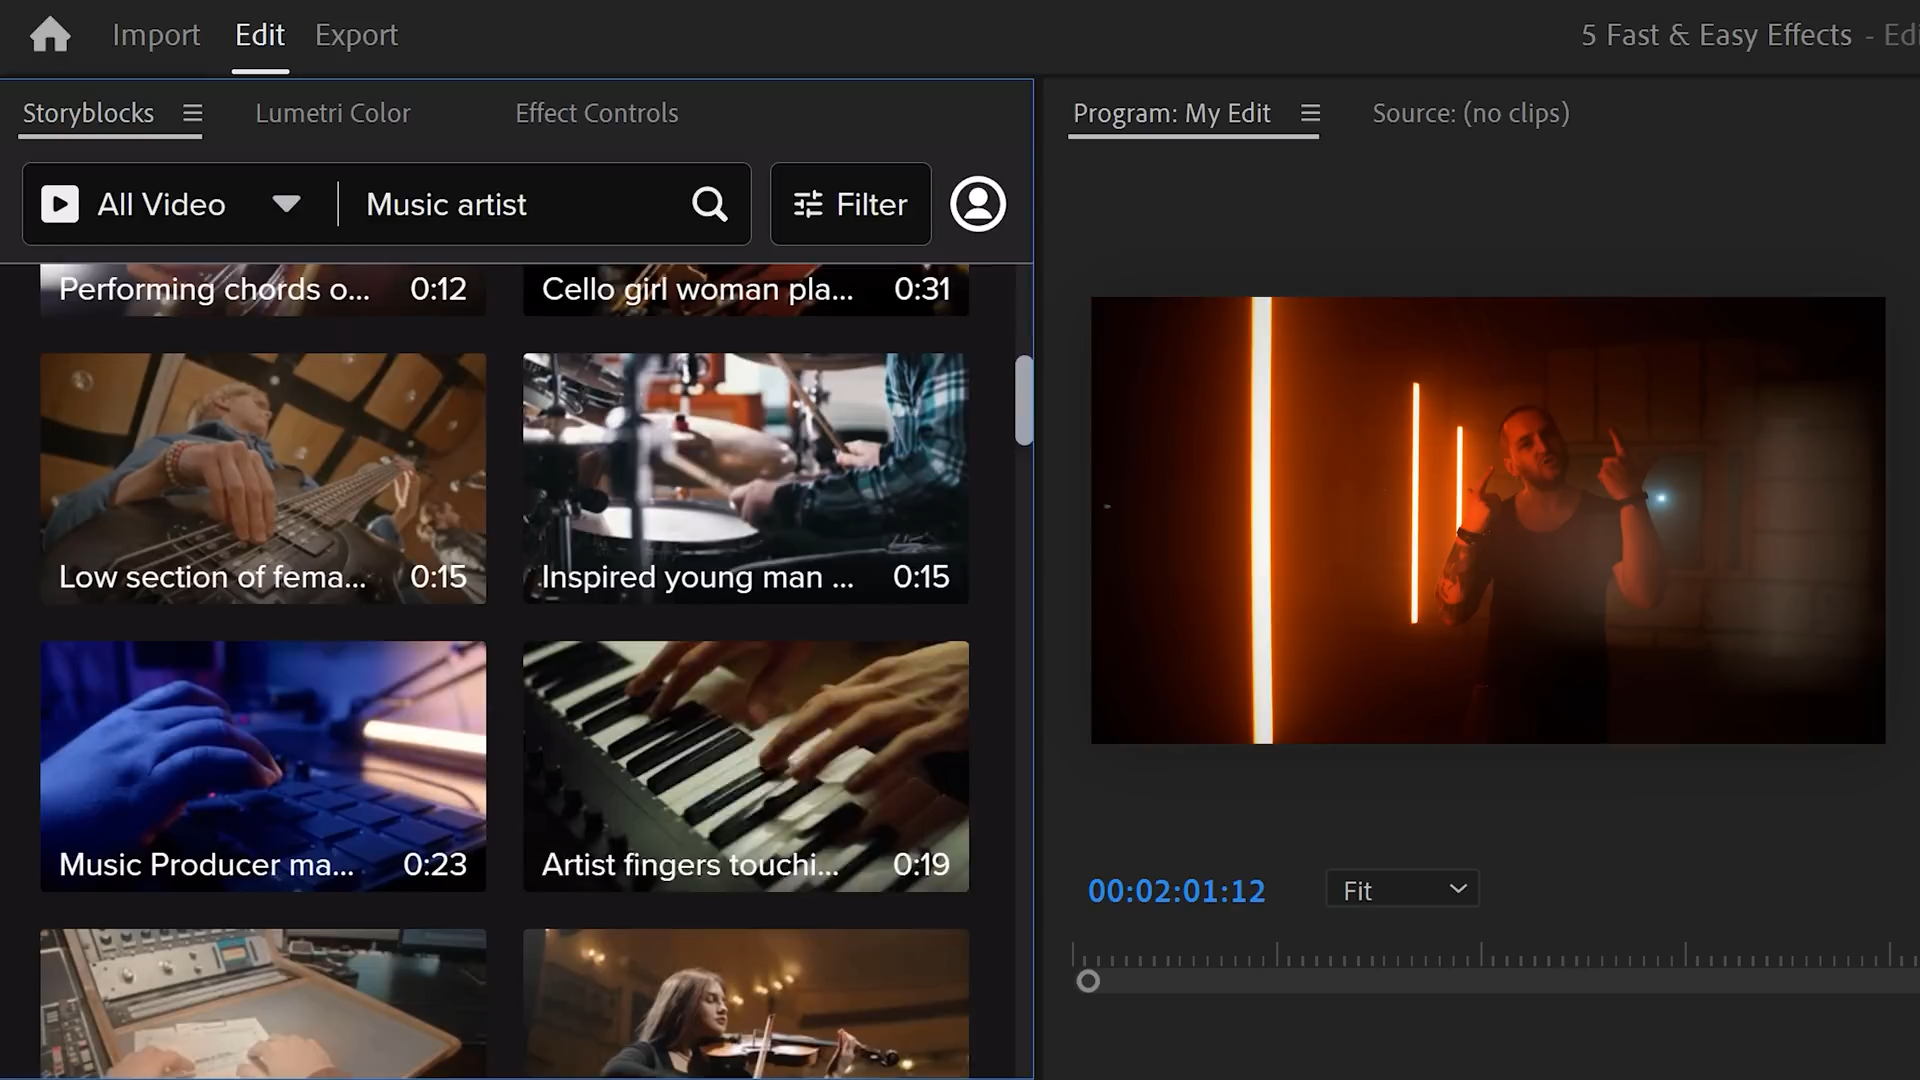 Import Edit Export
5 Fast & Easy Effects - Edi
Storyblocks Lumetri Color Effect Controls
Program: My Edit Source: (no clips)
All Video Music artist Filter
Performing chords o... 0:12
Cello girl woman pla... 0:31
Low section of fema... 0:15
Inspired young man ... 0:15
Music Producer ma... 0:23
Artist fingers touchi... 0:19
00:02:01:12 Fit